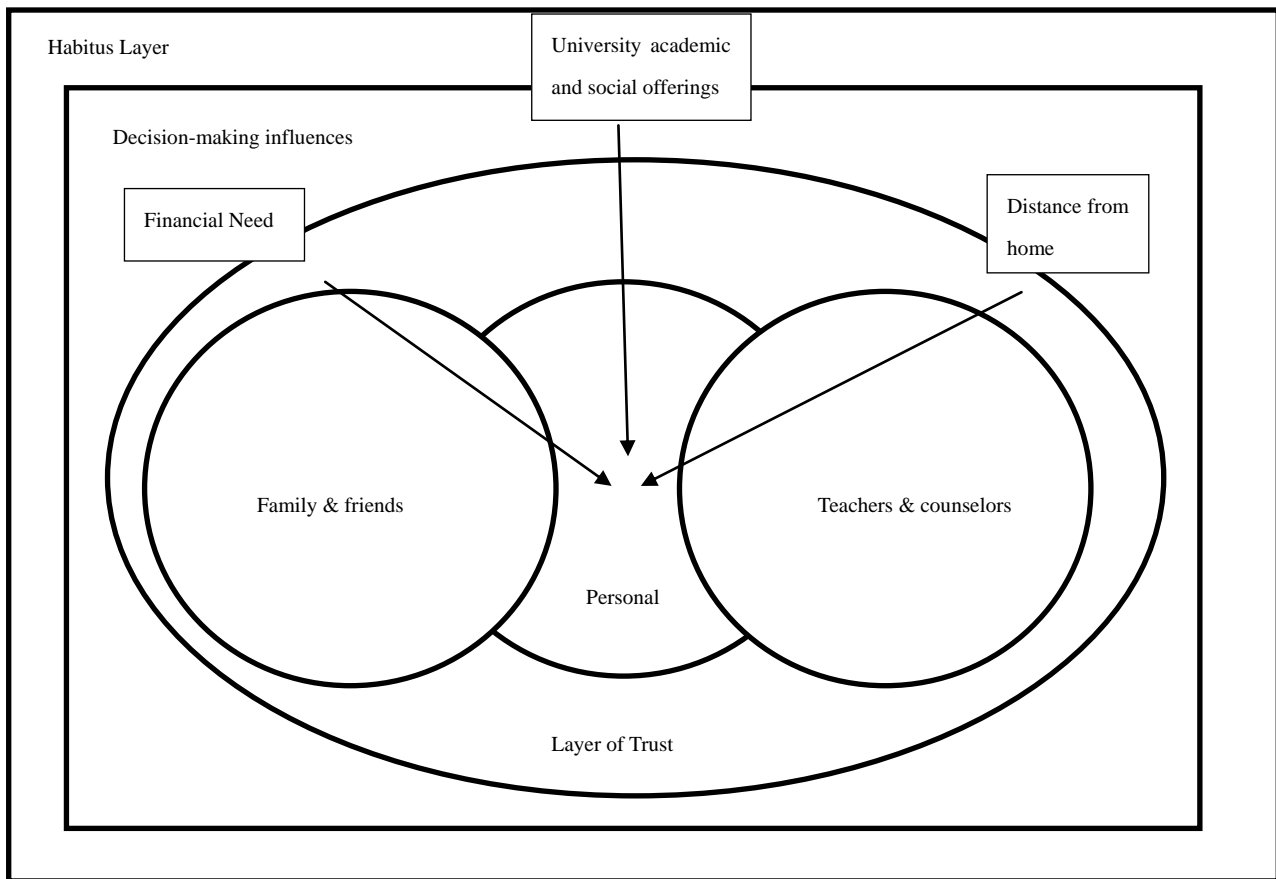 Habitus Layer
University academic
and social offerings
Decision-making influences
Financial Need
Distance from
home
Family & friends
Teachers & counselors
Personal
Layer of Trust